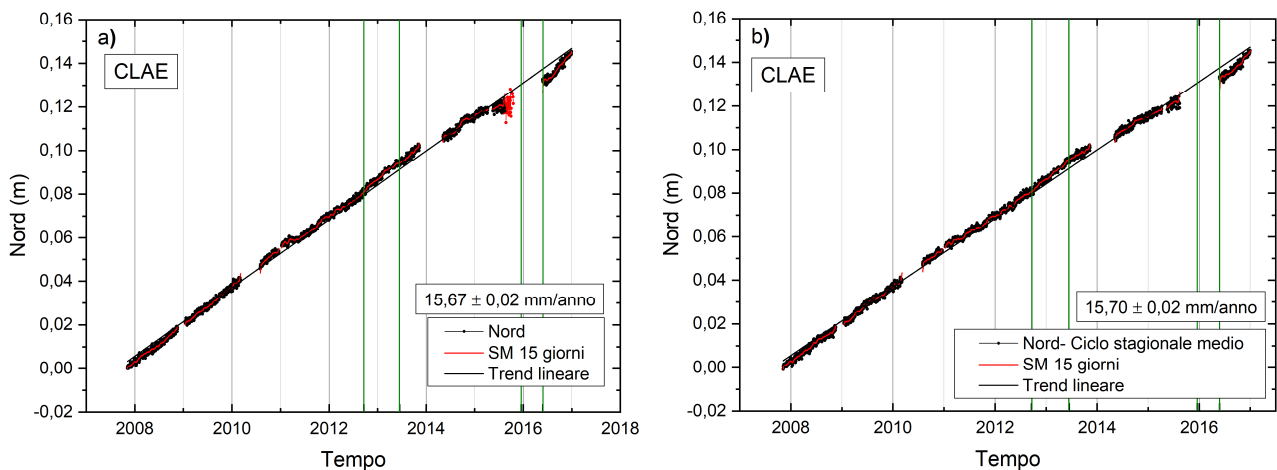 a)
CLAE
0,16
0,14
0,12
0,10
0,08
0,06
0,04
0,02
0,00
-0,02
Nord (m)
15,67 ± 0,02 mm/anno
Nord
SM 15 giorni
Trend lineare
2008 2010 2012 2014 2016 2018
Tempo
b)
CLAE
0,16
0,14
0,12
0,10
0,08
0,06
0,04
0,02
0,00
-0,02
Nord (m)
15,70 ± 0,02 mm/anno
Nord- Ciclo stagionale medio
SM 15 giorni
Trend lineare
2008 2010 2012 2014 2016
Tempo